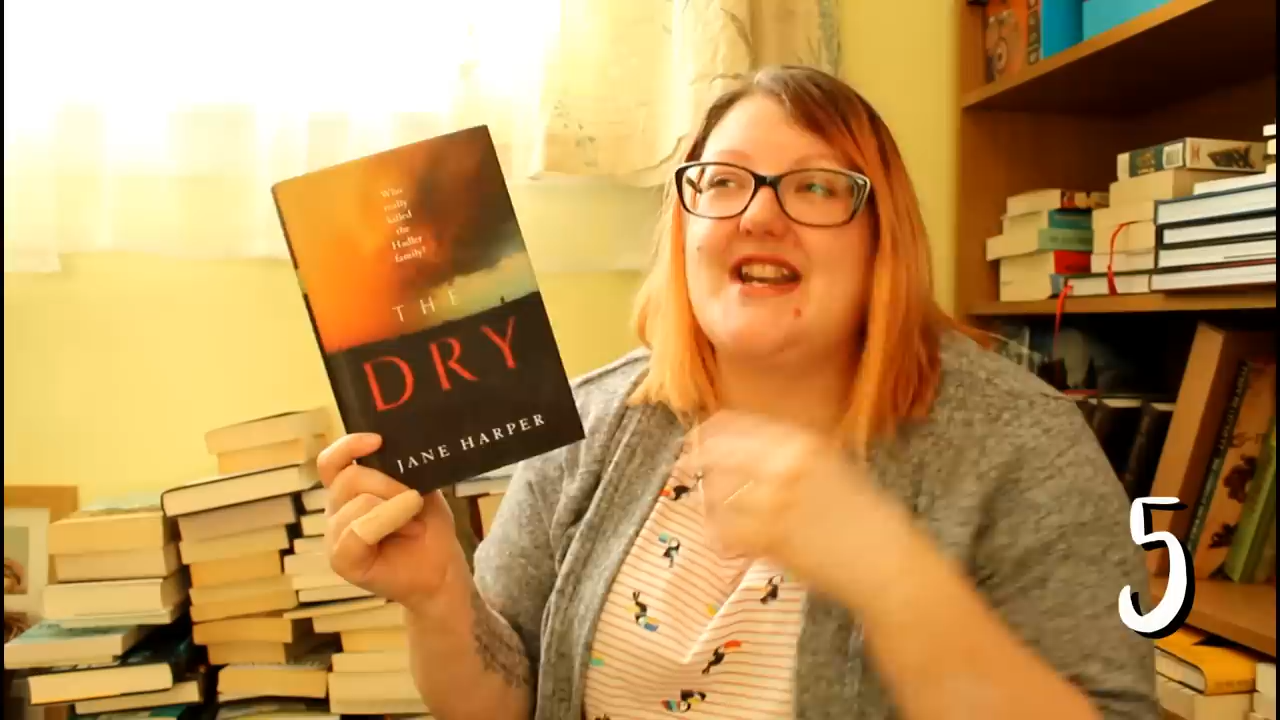 Who
really
killed
the
Hadler
family?
THE
DRY
JANE HARPER
5